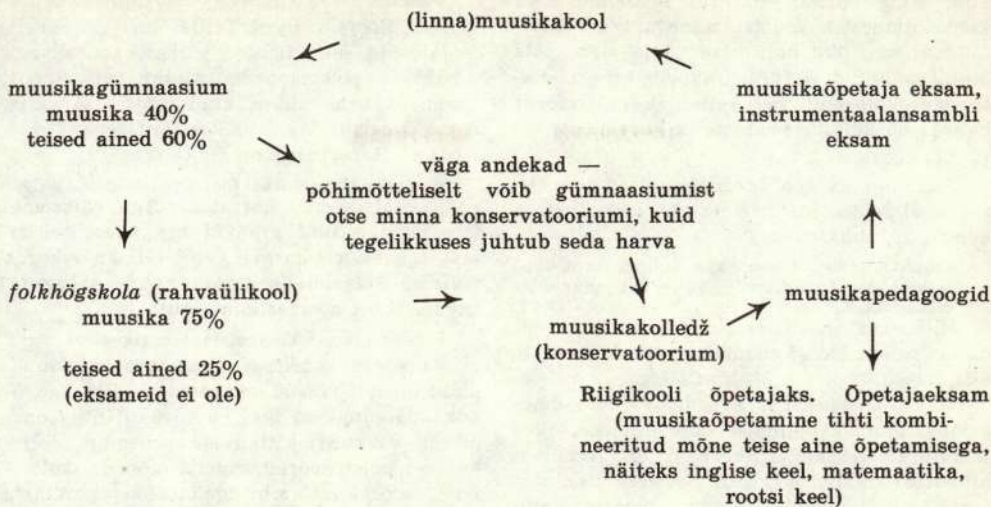 (linna)muusikakool
muusikagümnaasium
muusika 40%
teised ained 60%
muusikaõpetaja eksam,
instrumentaalansambli
eksam
väga andekad —
põhimõtteliselt võib gümnaasiumist
otse minna konservatooriumi, kuid
tegelikkuses juhtub seda harva
folkhögskola (rahvaülikool)
muusika 75%
teised ained 25%
(eksameid ei ole)
muusikakolledž
(konservatoorium)
muusikapedagoogid
Riigikooli õpetajaks. Õpetajaeksam
(muusikaõpetamine tihti kombi-
neeritud mõne teise aine õpetamisega,
näiteks inglise keel, matemaatika,
rootsi keel)